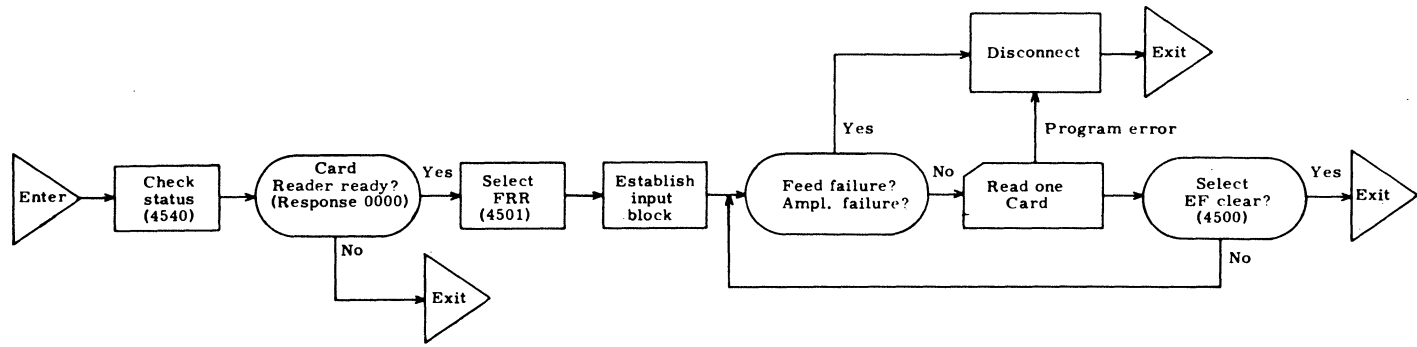 Disconnect
Exit
Yes
Program error
Enter
Check
status
(4540)
Card
Reader ready?
(Response 0000)
Yes
Select
FRR
(4501)
Establish
input
block
Feed failure?
Ampl. failure?
No
Read one
Card
Select
EF clear?
(4500)
Yes
Exit
No
Exit
No